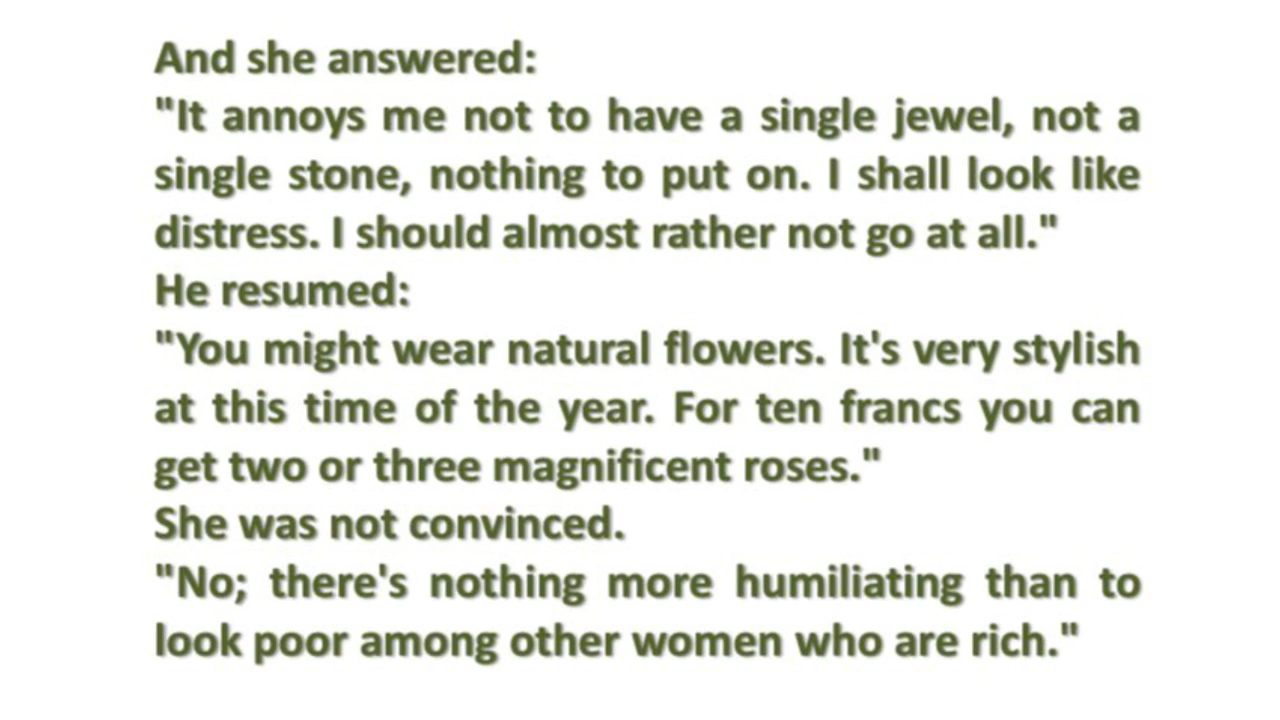 And she answered:
"It annoys me not to have a single jewel, not a
single stone, nothing to put on. I shall look like
distress. I should almost rather not go at all."
He resumed:
"You might wear natural flowers. It's very stylish
at this time of the year. For ten francs you can
get two or three magnificent roses."
She was not convinced.
"No; there's nothing more humiliating than to
look poor among other women who are rich."